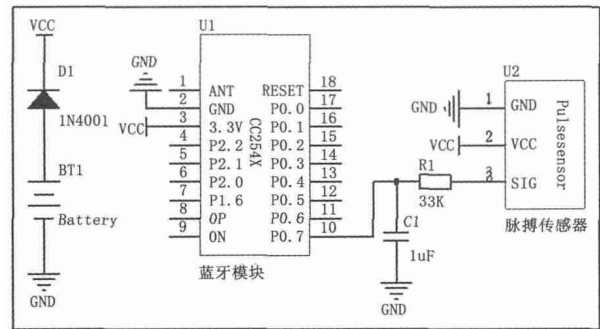 VCC
D1
1N4001
BT1
Battery
GND
U1
GND
VCC
1 ANT
2 GND
3 3.3V
4 P2.2
5 P2.1
6 P2.0
7 P1.6
8 OP
9 ON
CC254X
RESET 18
P0.0 17
P0.1 16
P0.2 15
P0.3 14
P0.4 13
P0.5 12
P0.6 11
P0.7 10
蓝牙模块
R1
33K
C1
1uF
GND
U2
GND 1 GND
VCC 2 VCC
3 SIG
Pulsesensor
脉搏传感器